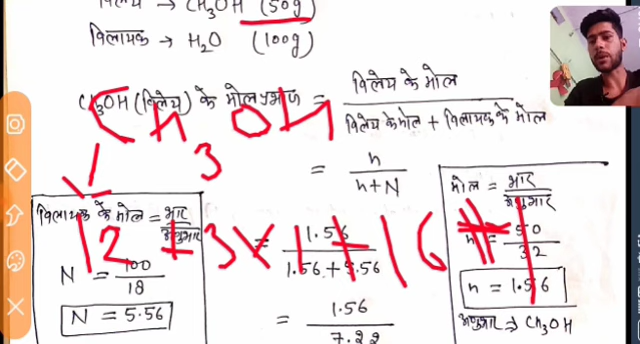 विलेय → CH₃OH (50g)
विलायक → H₂O (100g)
CH₃OH (विलेय) के मोल प्रभाज = विलेय के मोल / विलेय के मोल + विलायक के मोल
CH₃OH
= n / n+N
विलायक के मोल = भार / अणुभार
N = 100 / 18
N = 5.56
12 + 3×1 + 16 + 1
= 1.56 / 1.56 + 5.56
= 1.56 / 7.22
मोल = भार / अणुभार
n = 50 / 32
n = 1.56
अणुभार ⇒ CH₃OH